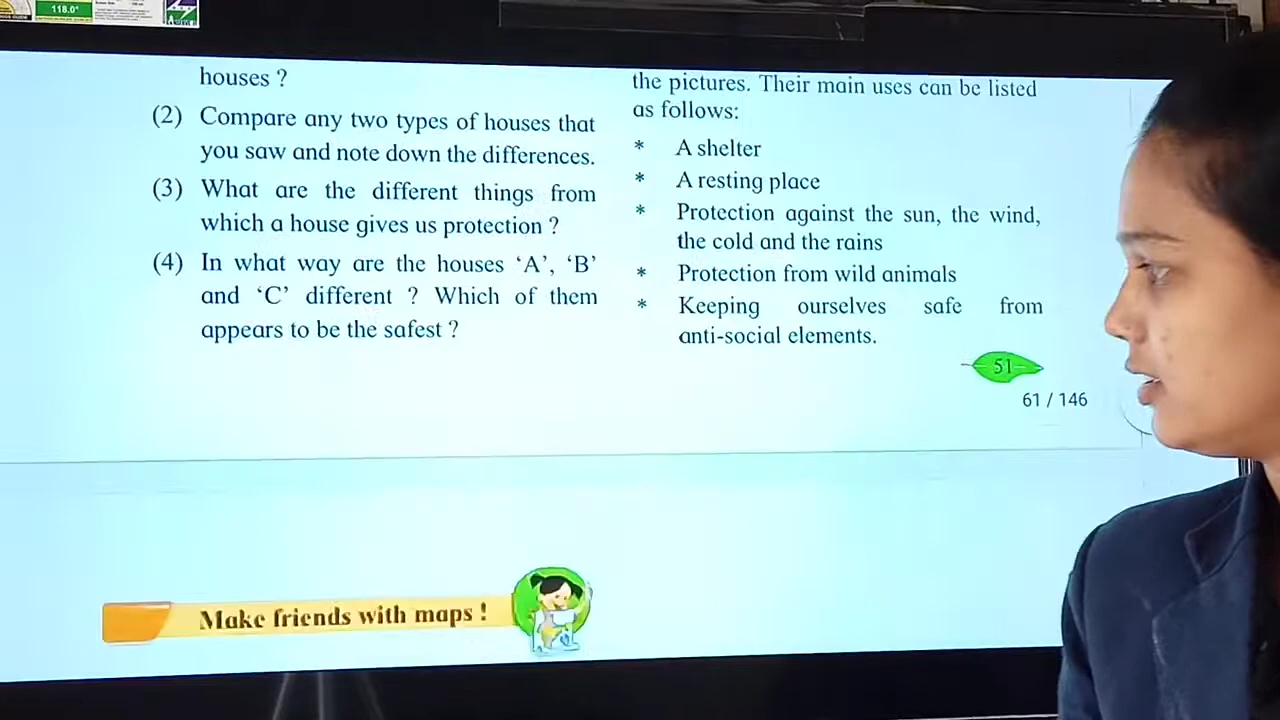 118.0"
houses ?
(2) Compare any two types of houses that
you saw and note down the differences.
(3) What are the different things from
which a house gives us protection ?
(4) In what way are the houses ‘A’, ‘B’
and ‘C’ different ? Which of them
appears to be the safest ?
the pictures. Their main uses can be listed
as follows:
* A shelter
* A resting place
* Protection against the sun, the wind,
the cold and the rains
* Protection from wild animals
* Keeping ourselves safe from
anti-social elements.
51
61 / 146
Make friends with maps !